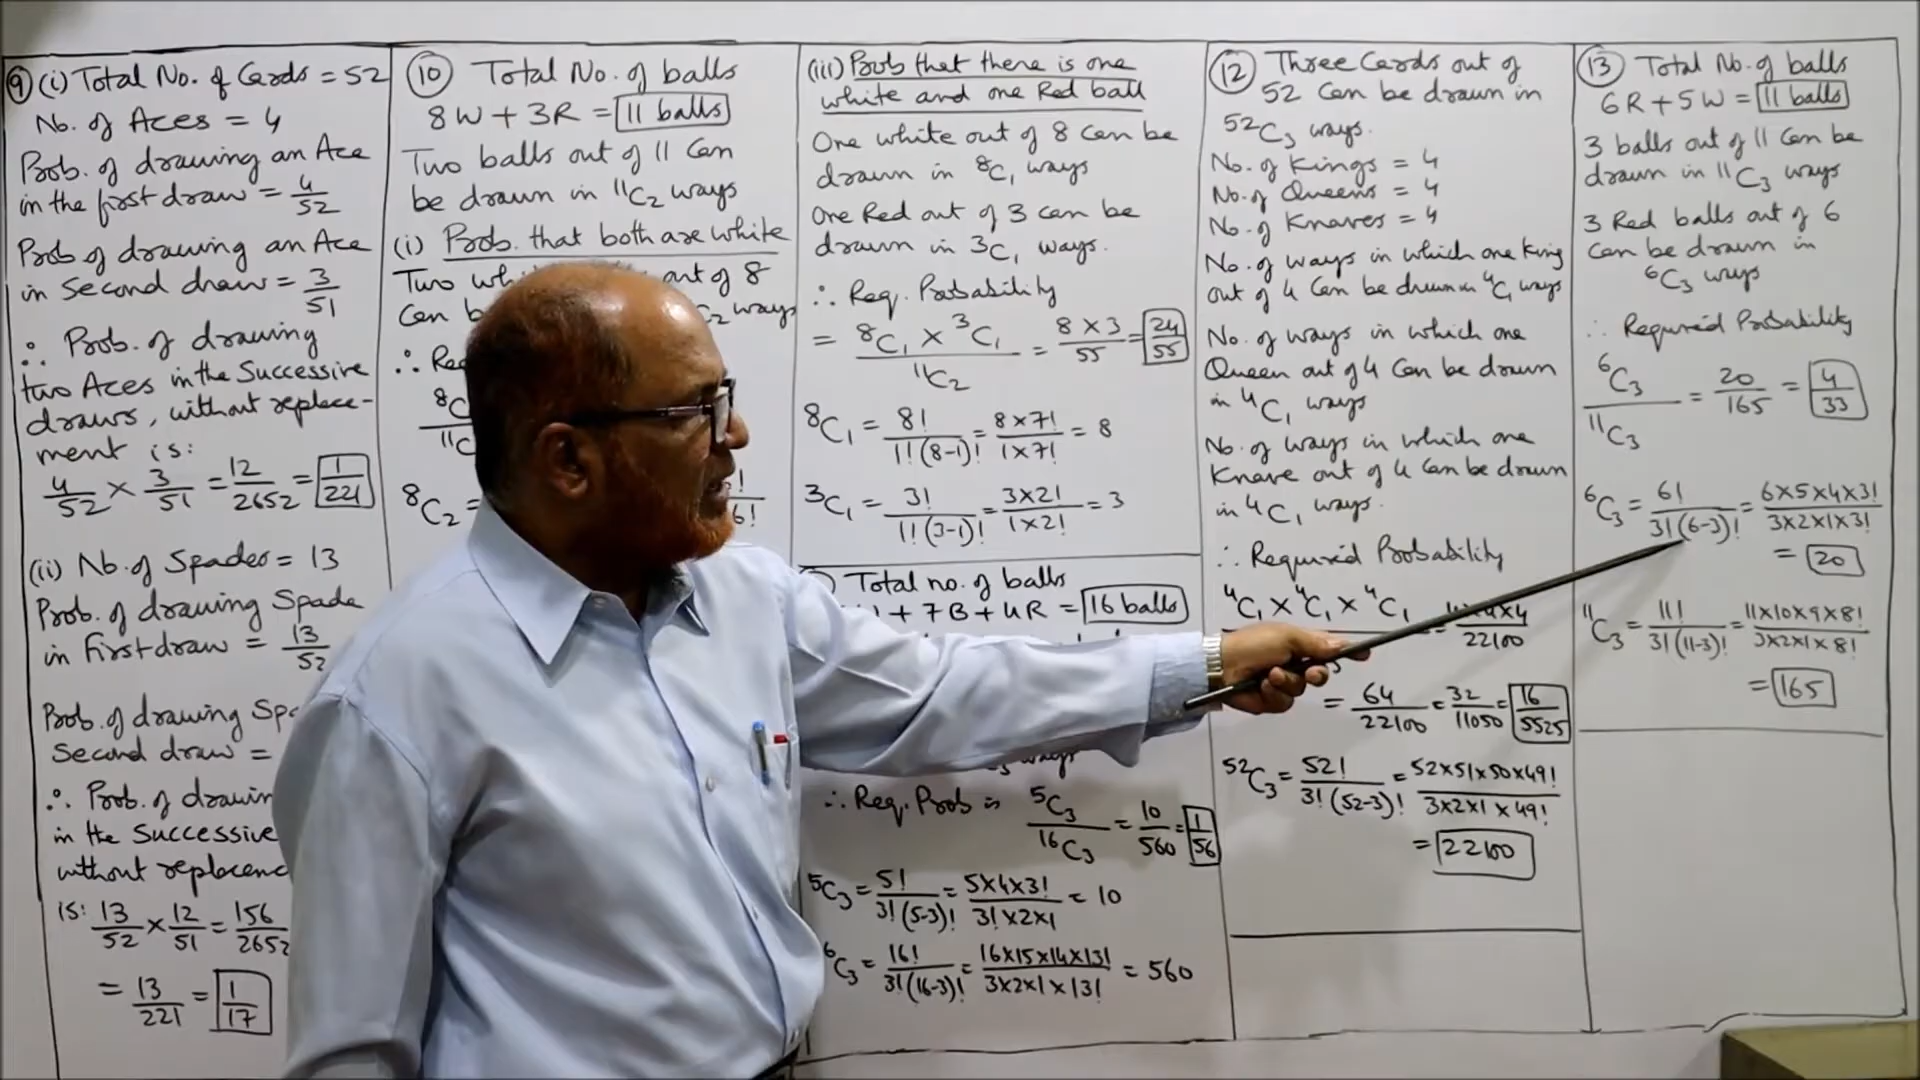 9 (i) Total No. of Cards = 52
No. of Aces = 4
Prob. of drawing an Ace
in the first draw = 4/52
Prob of drawing an Ace
in second draw = 3/51
∴ Prob. of drawing
two Aces in the Successive
draws, without replace-
ment is:
4/52 × 3/51 = 12/2652 = 1/221
(ii) No. of Spades = 13
Prob. of drawing Spade
in first draw = 13/52
Prob. of drawing
Second draw =
∴ Prob. of
in the Successive
without
is: 13/52 × 12/51 = 156/2652
= 13/221 = 1/17
10 Total No. of balls
8W + 3R = 11 balls
Two balls out of 11 Can
be drawn in ¹¹C₂ ways
(i) Prob. that both are white
Two out of 8
Can ways
∴
⁸C₂ =
(iii) Prob that there is one
white and one Red ball
One white out of 8 can be
drawn in ⁸C₁ ways
One Red out of 3 can be
drawn in 3C₁ ways.
∴ Req. Probability
= ⁸C₁ × ³C₁ / ¹¹C₂ = 8 × 3 / 55 = 24/55
⁸C₁ = 8! / 1!(8-1)! = 8 × 7! / 1 × 7! = 8
³C₁ = 3! / 1!(3-1)! = 3×2! / 1×2! = 3
Total no. of balls
+ 7B + 4R = 16 balls
ways
∴ Req. Prob = ⁵C₃ / ¹⁶C₃ = 10/560 = 1/56
⁵C₃ = 5! / 3!(5-3)! = 5×4×3! / 3!×2×1 = 10
⁶C₃ = 16! / 3!(16-3)! = 16×15×14×13! / 3×2×1×13! = 560
12 Three Cards out of
52 Can be drawn in
⁵²C₃ ways.
No. of Kings = 4
No. of Queens = 4
No. of Knaves = 4
No. of ways in which one King
out of 4 Can be drawn in ⁴C₁ ways
No. of ways in which one
Queen out of 4 Can be drawn
in ⁴C₁ ways
No. of ways in which one
Knave out of 4 Can be drawn
in ⁴C₁ ways.
∴ Required Probability
⁴C₁ × ⁴C₁ × ⁴C₁ = 4×4×4 / 22100
= 64/22100 = 32/11050 = 16/5525
⁵²C₃ = 52! / 3!(52-3)! = 52×51×50×49! / 3×2×1×49!
= 22100
13 Total No. of balls
6R + 5W = 11 balls
3 balls out of 11 Can be
drawn in ¹¹C₃ ways
3 Red balls out of 6
Can be drawn in
⁶C₃ ways
∴ Required Probability
⁶C₃ / ¹¹C₃ = 20/165 = 4/33
⁶C₃ = 6! / 3!(6-3)! = 6×5×4×3! / 3×2×1×3!
= 20
¹¹C₃ = 11! / 3!(11-3)! = 11×10×9×8! / 3×2×1×8!
= 165